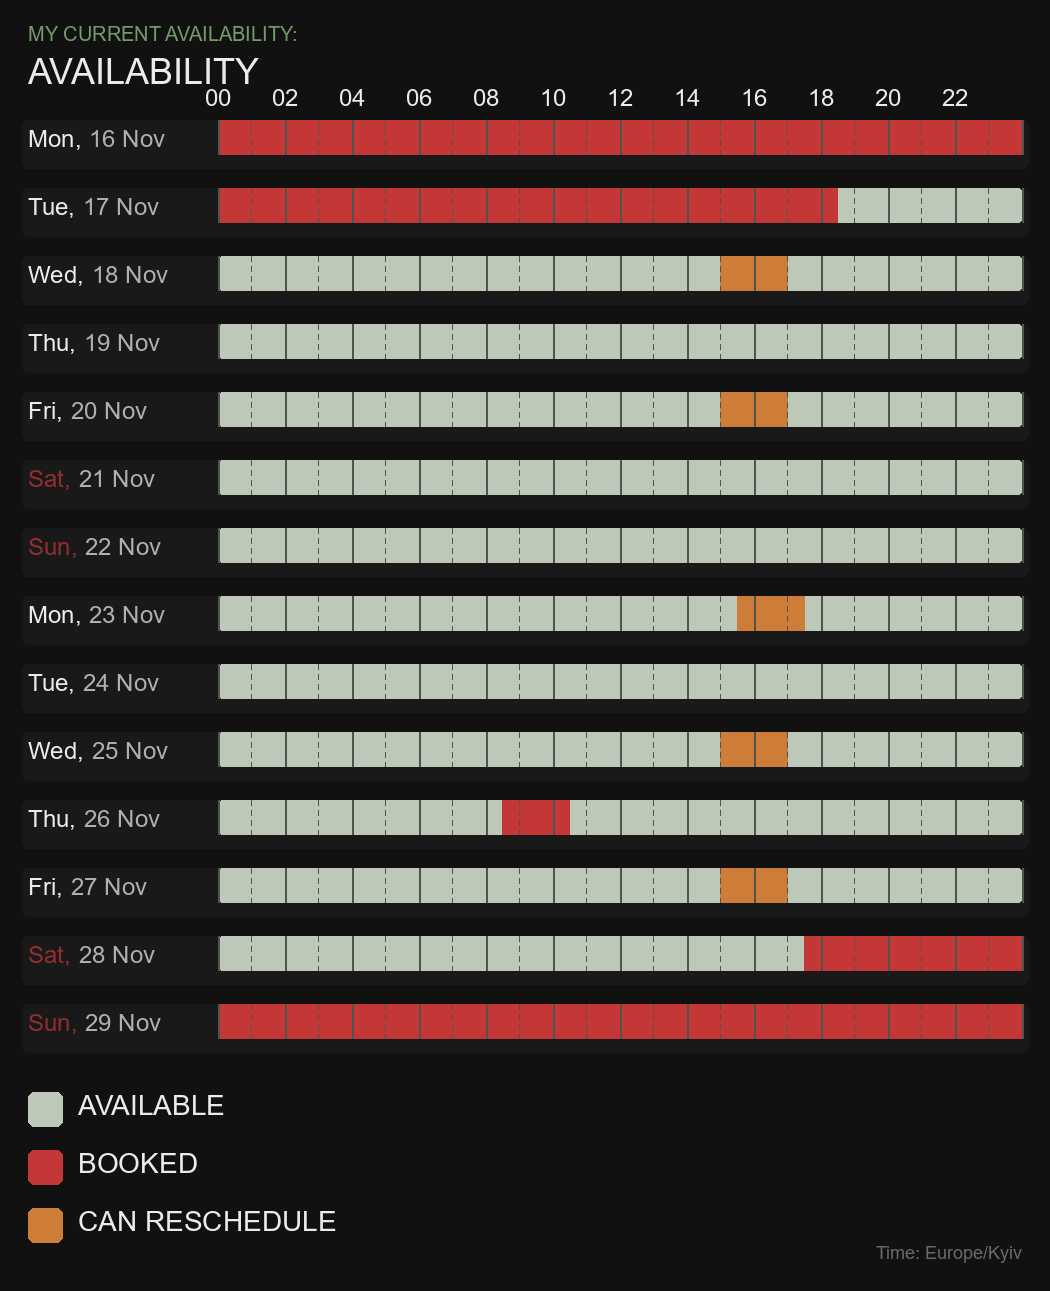 MY CURRENT AVAILABILITY:
AVAILABILITY
00 02 04 06 08 10 12 14 16 18 20 22
Mon, 16 Nov
Tue, 17 Nov
Wed, 18 Nov
Thu, 19 Nov
Fri, 20 Nov
Sat, 21 Nov
Sun, 22 Nov
Mon, 23 Nov
Tue, 24 Nov
Wed, 25 Nov
Thu, 26 Nov
Fri, 27 Nov
Sat, 28 Nov
Sun, 29 Nov
AVAILABLE
BOOKED
CAN RESCHEDULE
Time: Europe/Kyiv